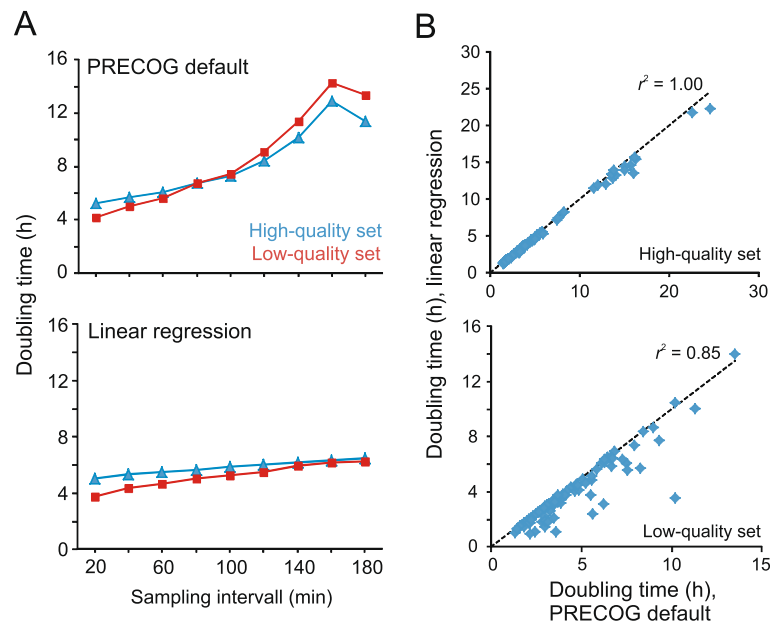 A
16
12
8
4
0
PRECOG default
High-quality set
Low-quality set
Doubling time (h)
16
12
8
4
0
Linear regression
20
60
100
140
180
Sampling intervall (min)
B
30
25
20
15
10
5
0
r² = 1.00
High-quality set
0
10
20
30
Doubling time (h), linear regression
16
12
8
4
0
r² = 0.85
Low-quality set
0
5
10
15
Doubling time (h),
PRECOG default